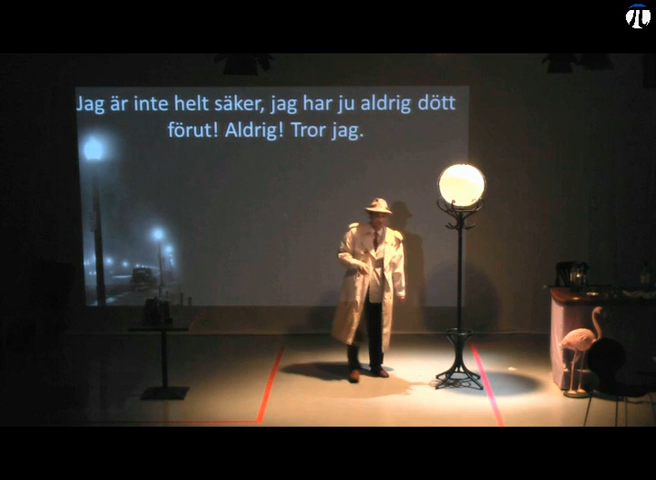 Jag är inte helt säker, jag har ju aldrig dött
förut! Aldrig! Tror jag.